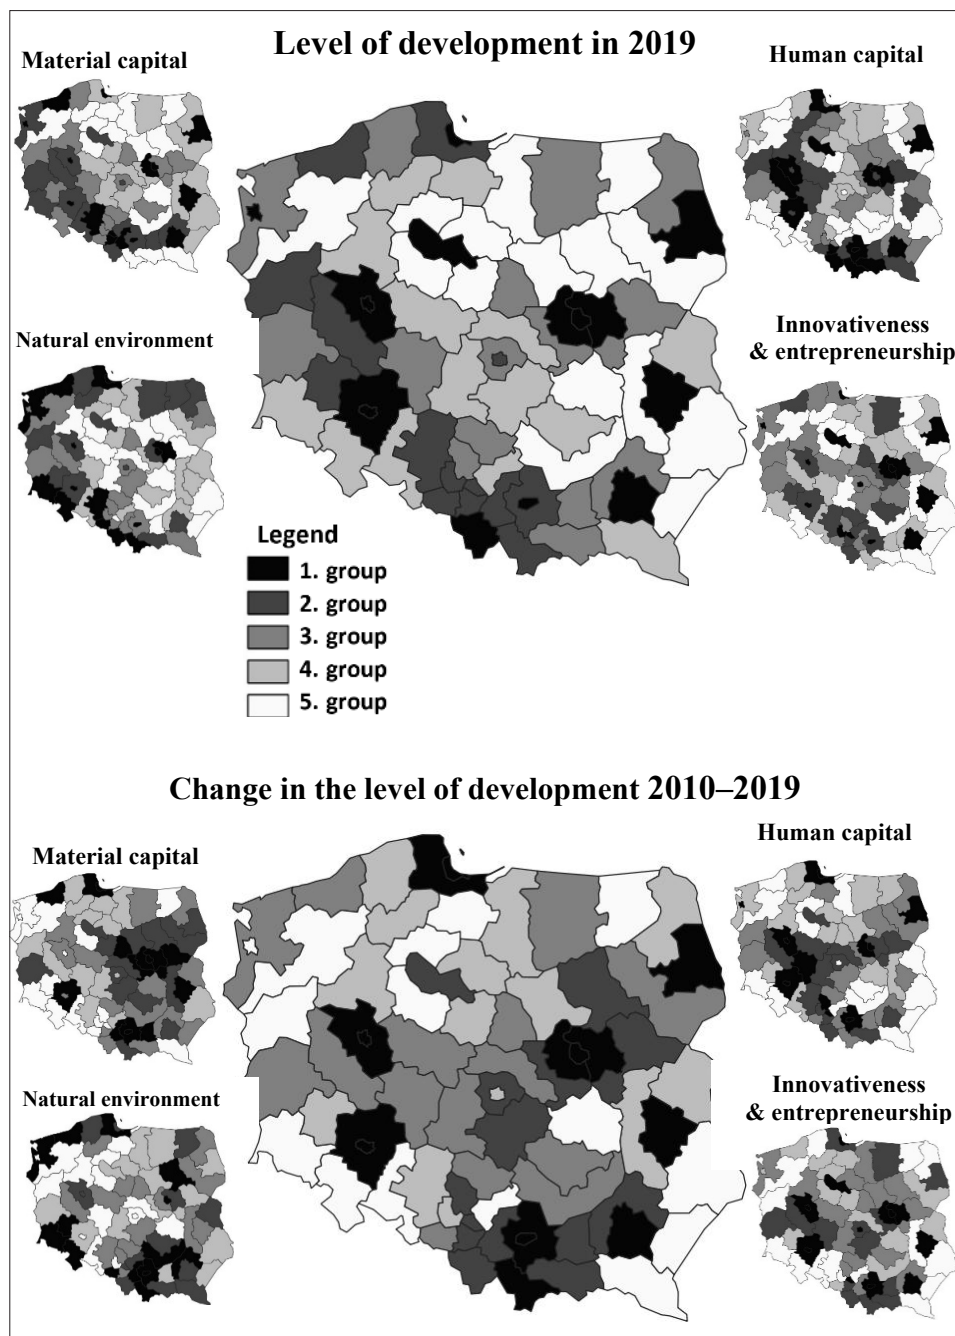 Level of development in 2019
Material capital
Human capital
Natural environment
Innovativeness
& entrepreneurship
Legend
1. group
2. group
3. group
4. group
5. group
Change in the level of development 2010–2019
Material capital
Human capital
Natural environment
Innovativeness
& entrepreneurship